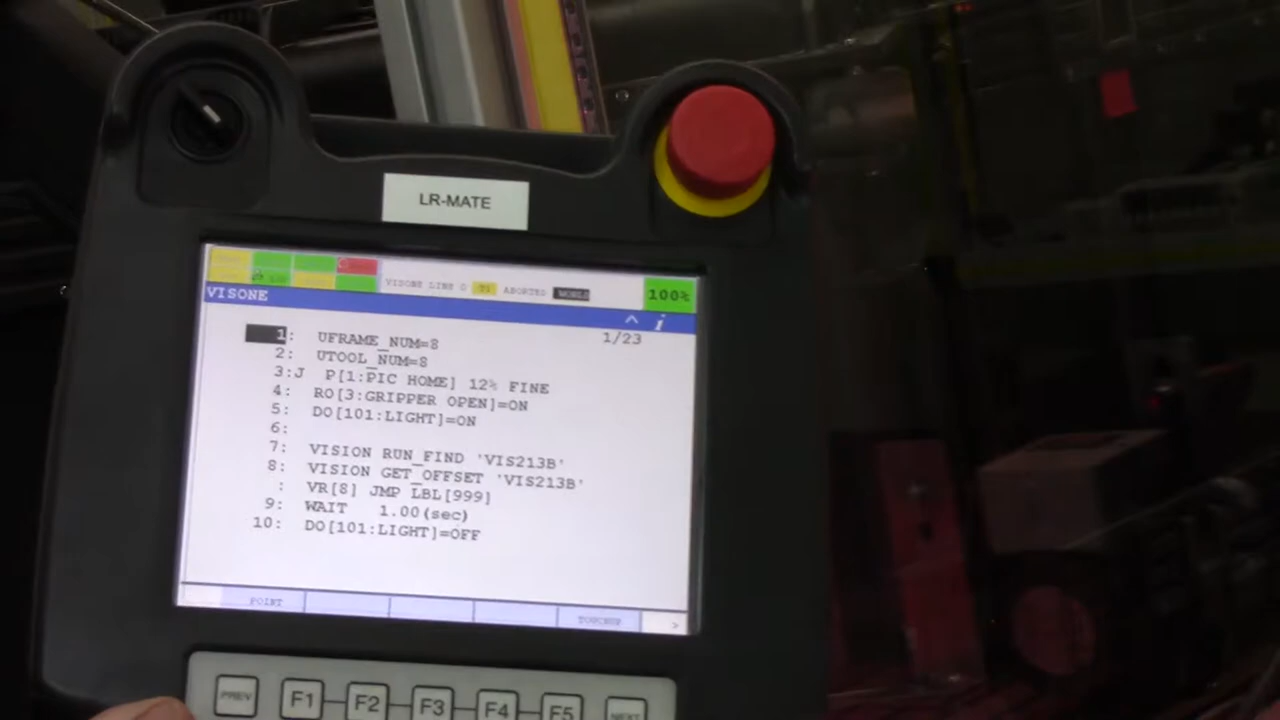 LR-MATE
VISONE LINE 0 T1 ABORTED WORLD
100%
VISONE
1/23
1: UFRAME_NUM=8
2: UTOOL_NUM=8
3:J P[1:PIC HOME] 12% FINE
4: RO[3:GRIPPER OPEN]=ON
5: DO[101:LIGHT]=ON
6:
7: VISION RUN_FIND 'VIS213B'
8: VISION GET_OFFSET 'VIS213B'
: VR[8] JMP LBL[999]
9: WAIT 1.00(sec)
10: DO[101:LIGHT]=OFF
POINT TOUCHUP >
PREV F1 F2 F3 F4 F5 NEXT